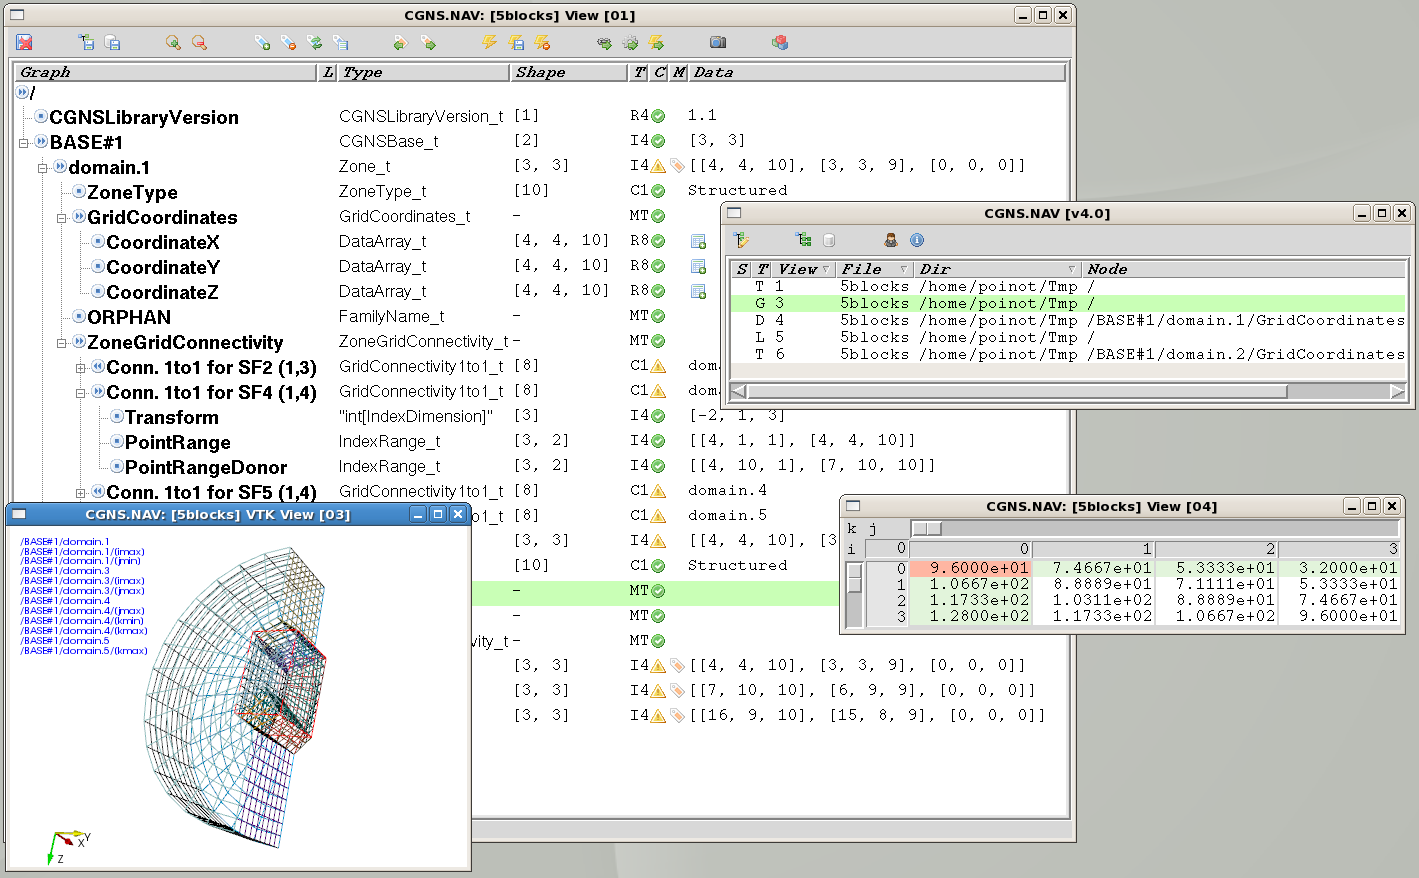 CGNS.NAV: [5blocks] View [01]
Graph L Type Shape T C M Data
/
CGNSLibraryVersion CGNSLibraryVersion_t [1] R4 1.1
BASE#1 CGNSBase_t [2] I4 [3, 3]
domain.1 Zone_t [3, 3] I4 [[4, 4, 10], [3, 3, 9], [0, 0, 0]]
ZoneType ZoneType_t [10] C1 Structured
GridCoordinates GridCoordinates_t - MT
CoordinateX DataArray_t [4, 4, 10] R8
CoordinateY DataArray_t [4, 4, 10] R8
CoordinateZ DataArray_t [4, 4, 10] R8
ORPHAN FamilyName_t - MT
ZoneGridConnectivity ZoneGridConnectivity_t - MT
Conn. 1to1 for SF2 (1,3) GridConnectivity1to1_t [8] C1
Conn. 1to1 for SF4 (1,4) GridConnectivity1to1_t [8] C1
Transform "int[IndexDimension]" [3] I4 [-2, 1, 3]
PointRange IndexRange_t [3, 2] I4 [[4, 1, 1], [4, 4, 10]]
PointRangeDonor IndexRange_t [3, 2] I4 [[4, 10, 1], [7, 10, 10]]
Conn. 1to1 for SF5 (1,4) GridConnectivity1to1_t [8] C1 domain.4
[8] C1 domain.5
[3, 3] I4 [[4, 4, 10], [3
[10] C1 Structured
- MT
- MT
- MT
[3, 3] I4 [[4, 4, 10], [3, 3, 9], [0, 0, 0]]
[3, 3] I4 [[7, 10, 10], [6, 9, 9], [0, 0, 0]]
[3, 3] I4 [[16, 9, 10], [15, 8, 9], [0, 0, 0]]
CGNS.NAV [v4.0]
S T View File Dir Node
T 1 5blocks /home/poinot/Tmp /
G 3 5blocks /home/poinot/Tmp /
D 4 5blocks /home/poinot/Tmp /BASE#1/domain.1/GridCoordinates
L 5 5blocks /home/poinot/Tmp /
T 6 5blocks /home/poinot/Tmp /BASE#1/domain.2/GridCoordinates
CGNS.NAV: [5blocks] View [04]
k j
i 0 0 1 2 3
0 9.6000e+01 7.4667e+01 5.3333e+01 3.2000e+01
1 1.0667e+02 8.8889e+01 7.1111e+01 5.3333e+01
2 1.1733e+02 1.0311e+02 8.8889e+01 7.4667e+01
3 1.2800e+02 1.1733e+02 1.0667e+02 9.6000e+01
CGNS.NAV: [5blocks] VTK View [03]
/BASE#1/domain.1
/BASE#1/domain.1/(imax)
/BASE#1/domain.1/(jmin)
/BASE#1/domain.3
/BASE#1/domain.3/(imax)
/BASE#1/domain.3/(jmax)
/BASE#1/domain.4
/BASE#1/domain.4/(jmax)
/BASE#1/domain.4/(kmin)
/BASE#1/domain.4/(kmax)
/BASE#1/domain.5
/BASE#1/domain.5/(kmax)
Y
X
Z